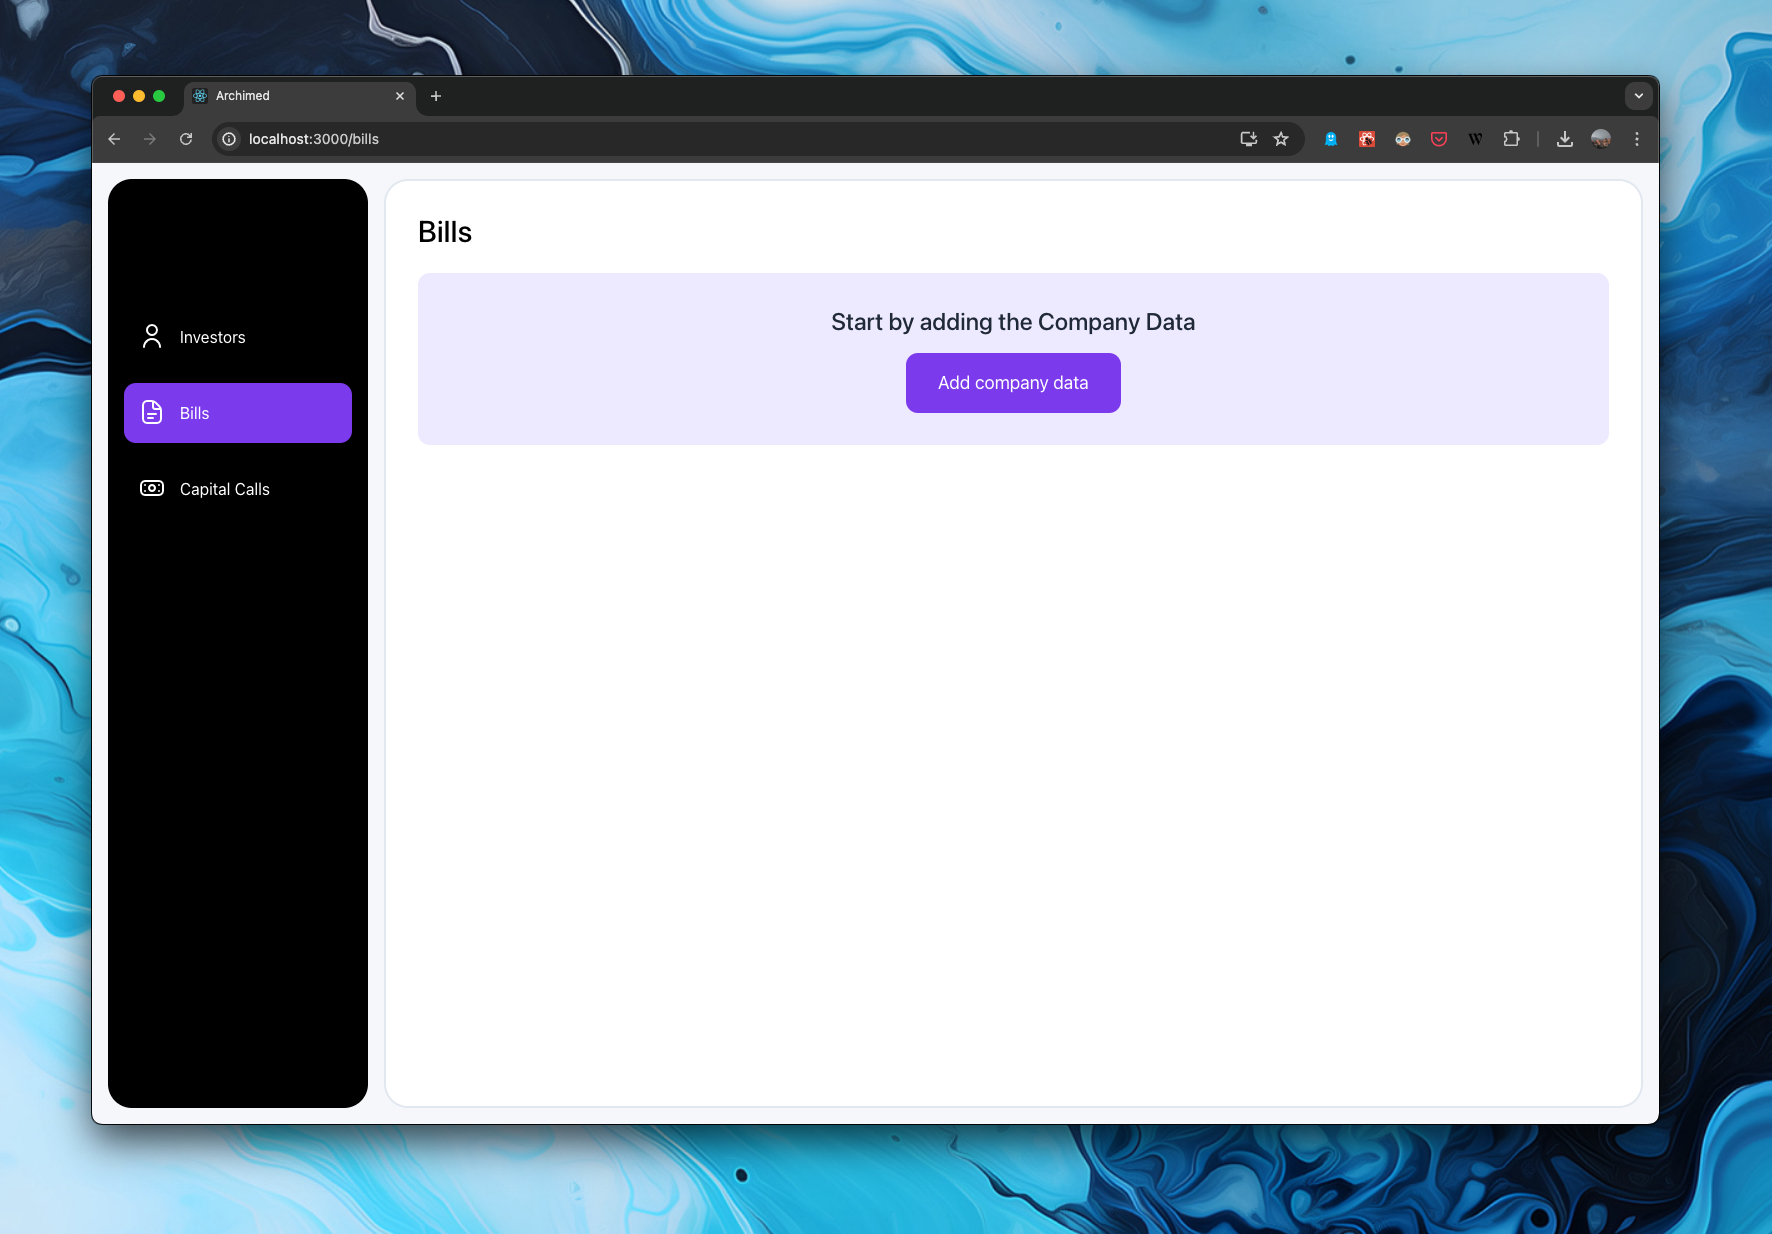 Archimed
localhost:3000/bills
W
Investors
Bills
Capital Calls
Bills
Start by adding the Company Data
Add company data